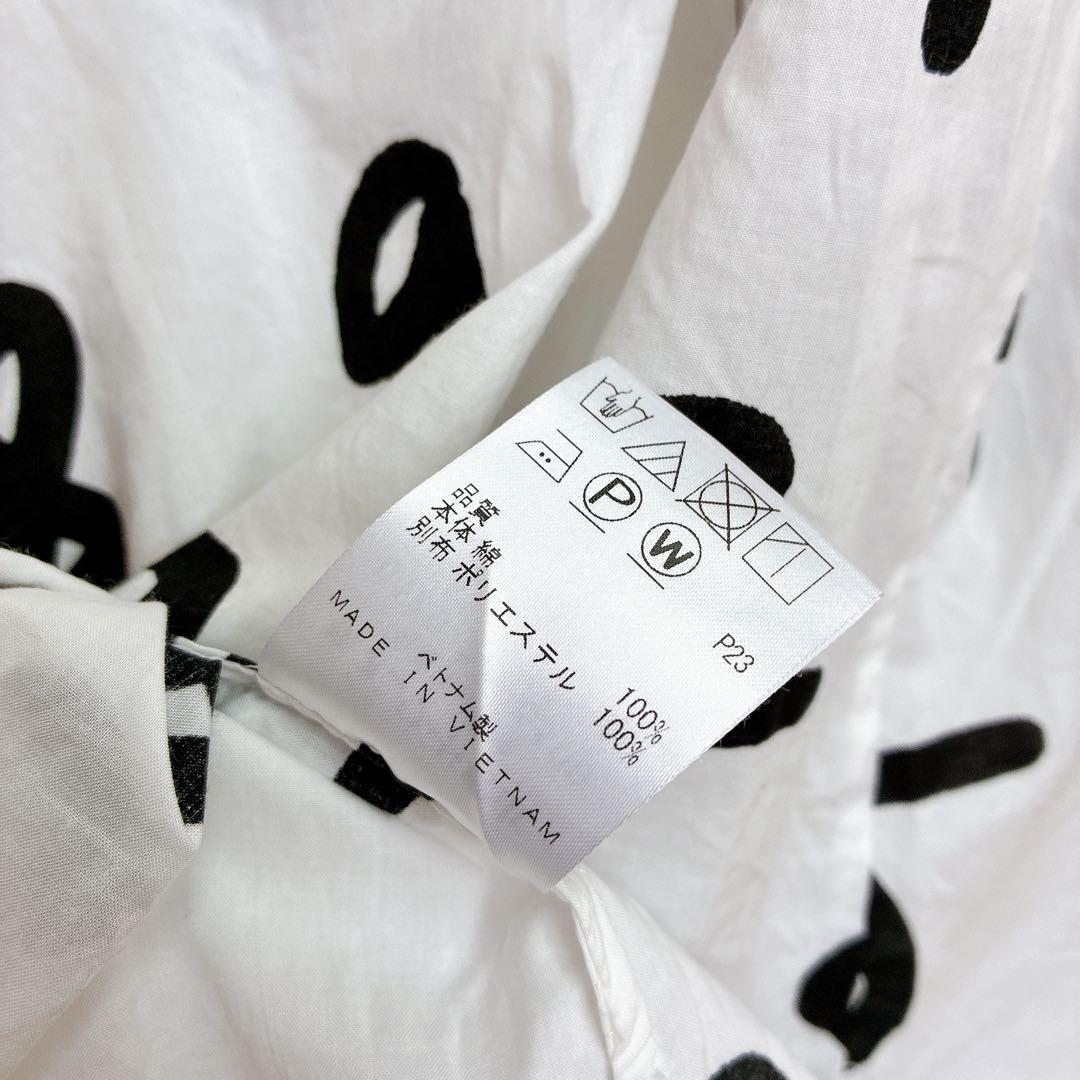 P
W
P23
品質
本体 綿 100%
別布 ポリエステル 100%
ベトナム製
MADE IN VIETNAM